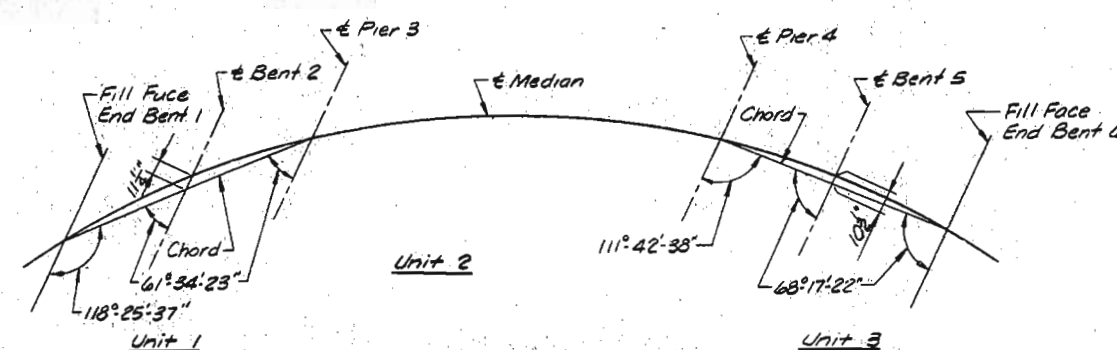 ℄ Pier 3
℄ Pier 4
℄ Bent 2
℄ Median
℄ Bent 5
Fill Face
End Bent 1
Chord
Fill Face
End Bent 6
Chord
111°-42'-38"
61°-34'-23"
Unit 2
68°-17'-22"
118°-25'-37"
Unit 1
Unit 3